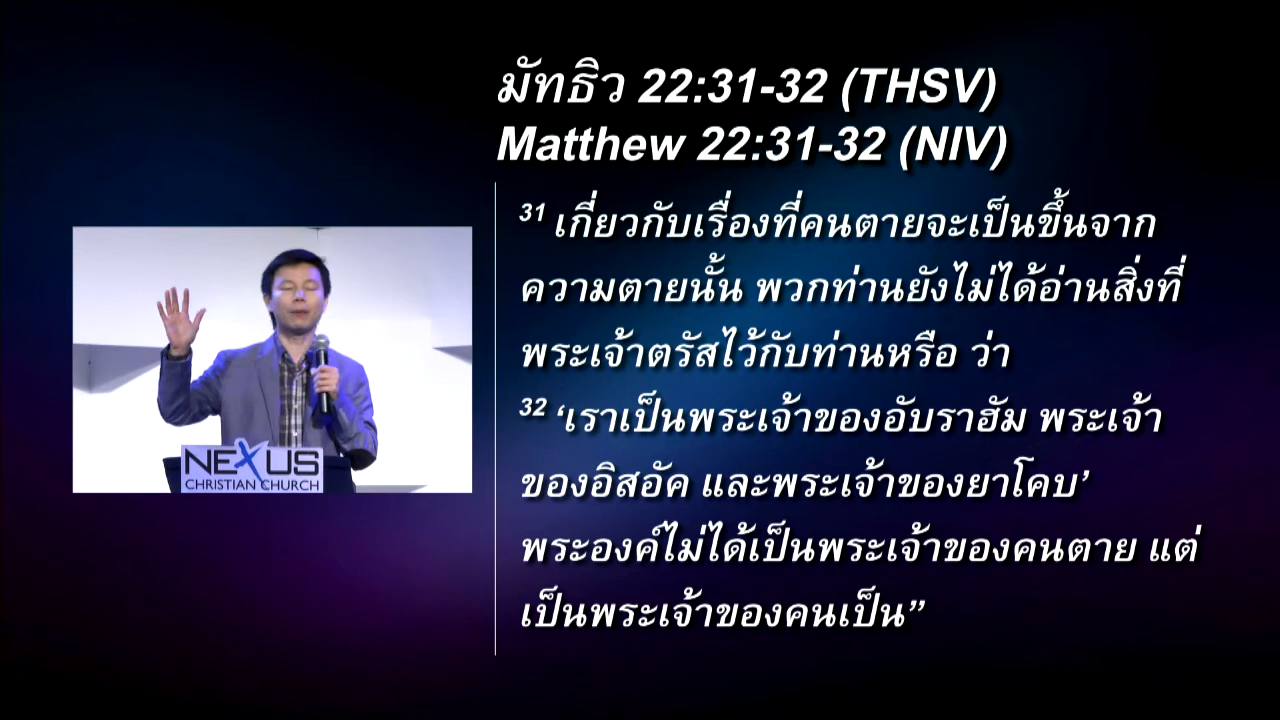 มัทธิว 22:31-32 (THSV)
Matthew 22:31-32 (NIV)
31 เกี่ยวกับเรื่องที่คนตายจะเป็นขึ้นจาก
ความตายนั้น พวกท่านยังไม่ได้อ่านสิ่งที่
พระเจ้าตรัสไว้กับท่านหรือ ว่า
32 ‘เราเป็นพระเจ้าของอับราฮัม พระเจ้า
ของอิสอัค และพระเจ้าของยาโคบ’
พระองค์ไม่ได้เป็นพระเจ้าของคนตาย แต่
เป็นพระเจ้าของคนเป็น”
NEXUS
CHRISTIAN CHURCH